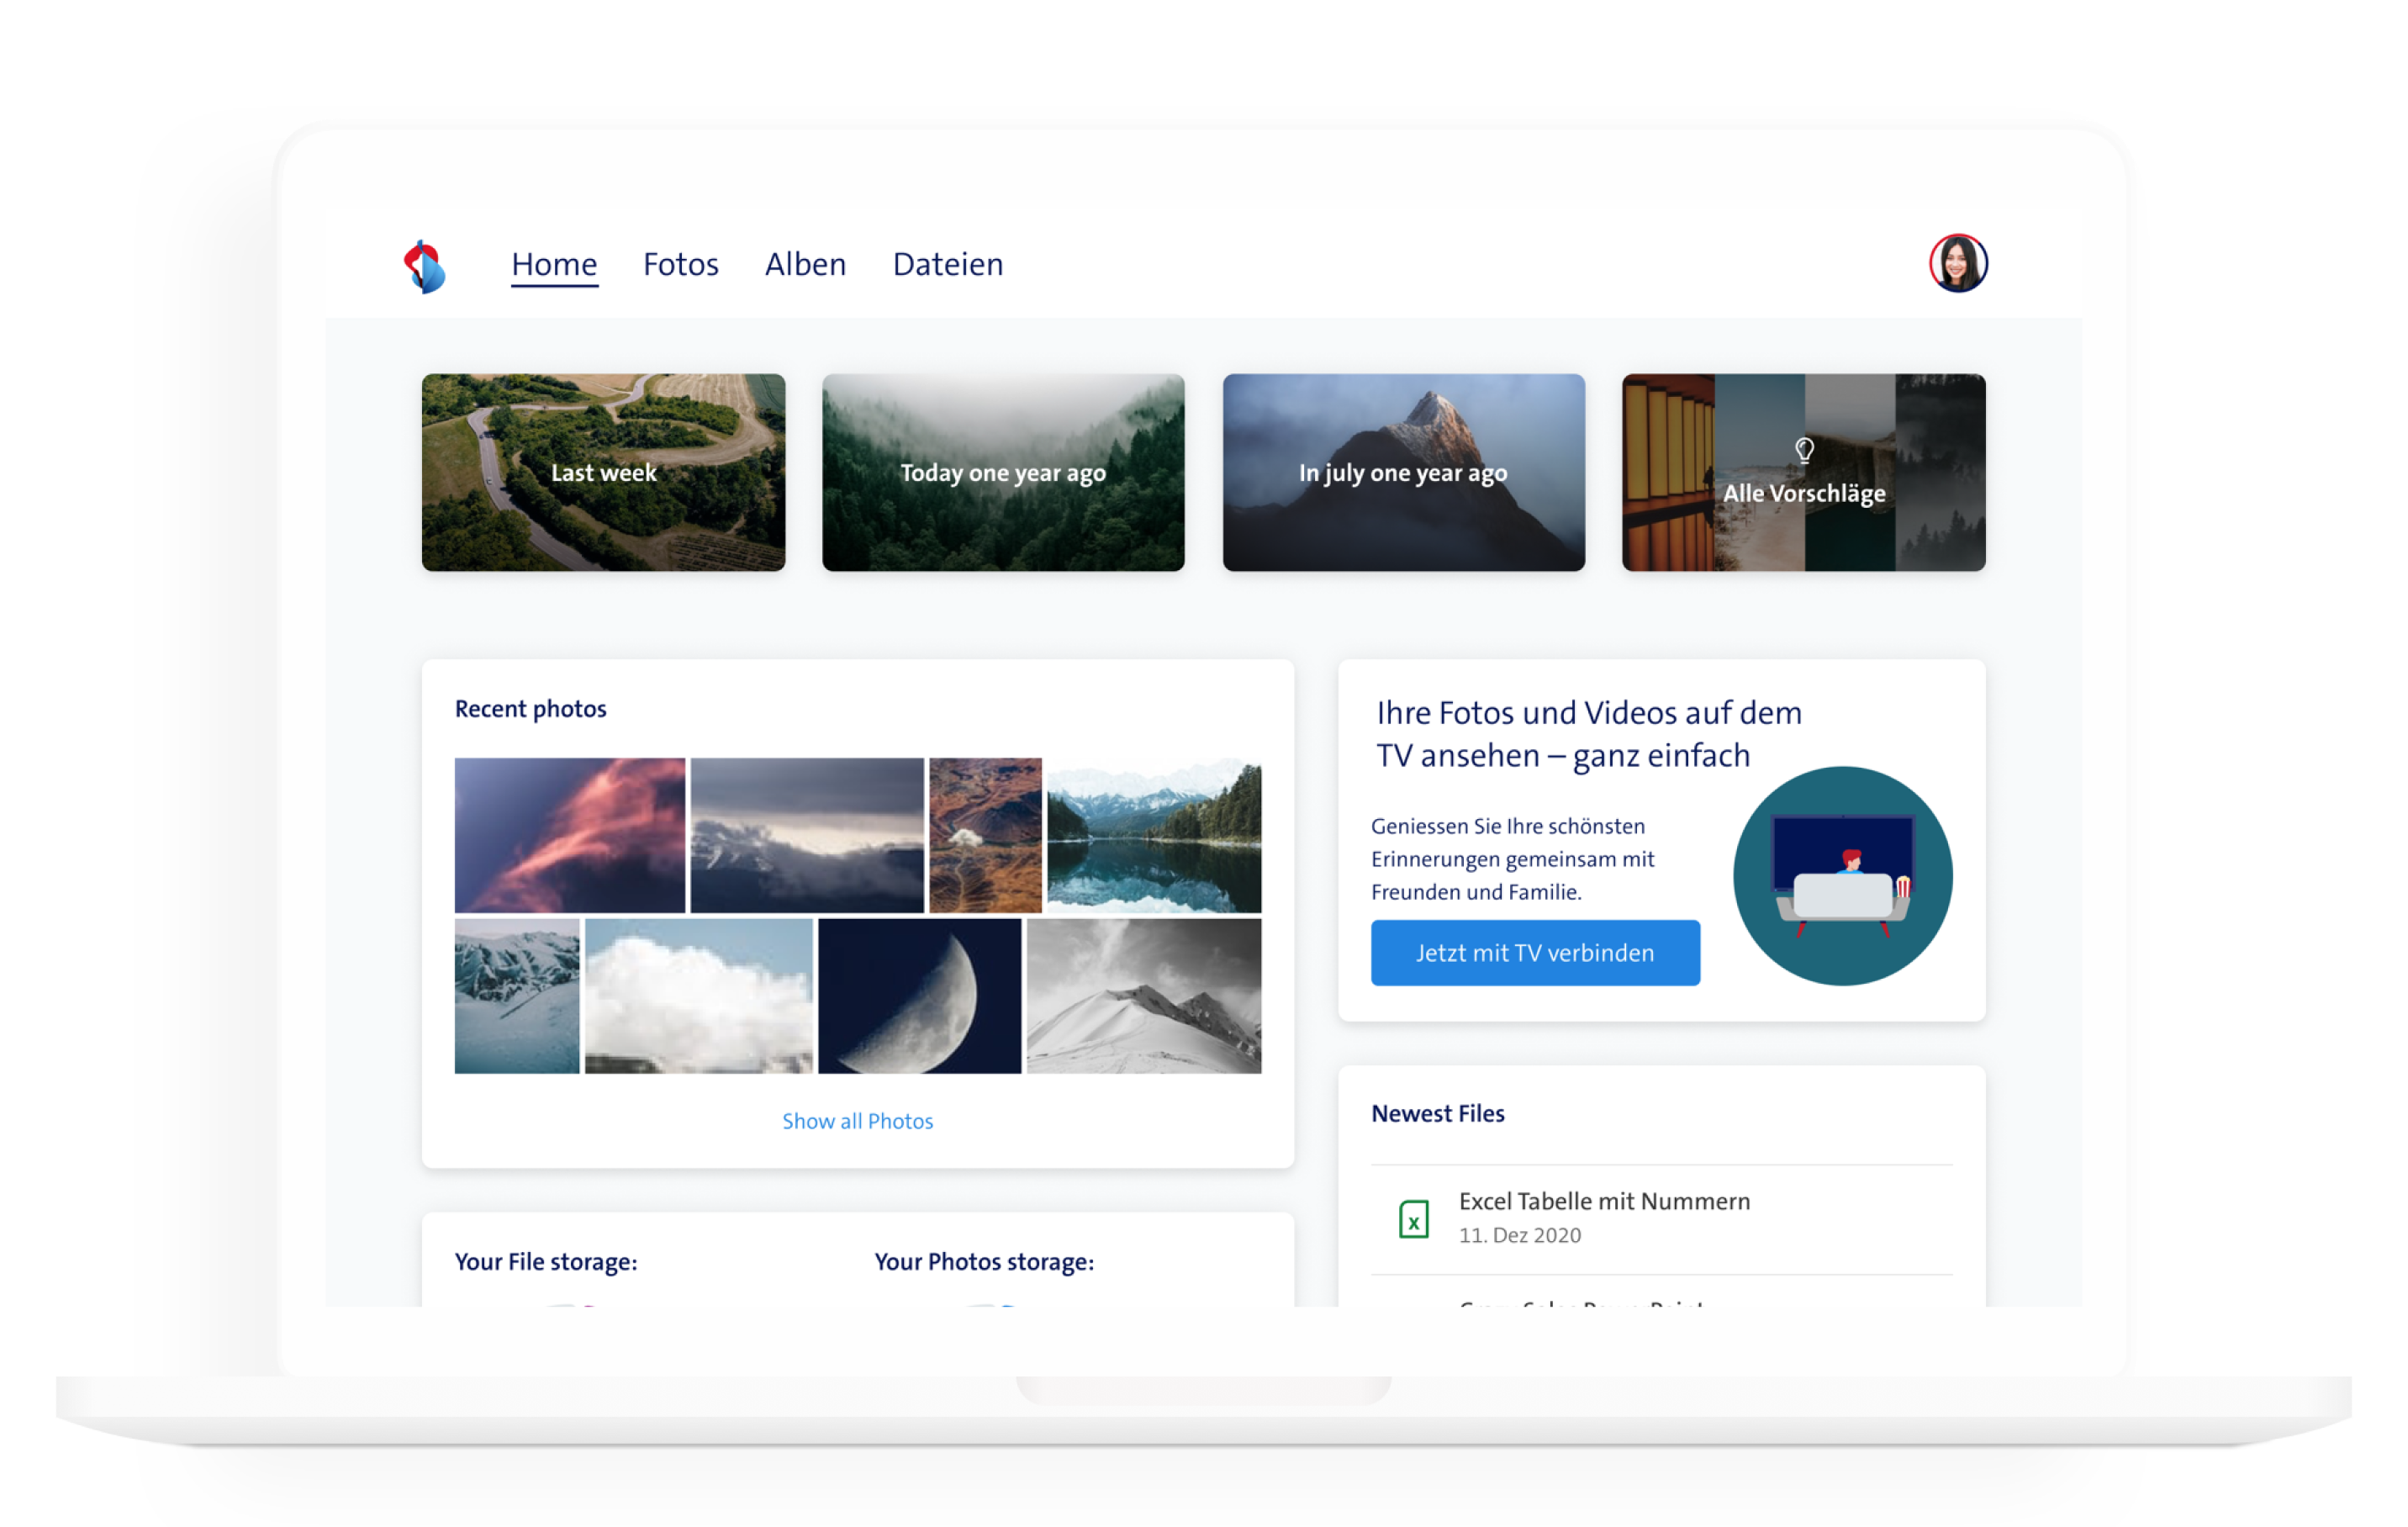 Home Fotos Alben Dateien
Last week
Today one year ago
In july one year ago
Alle Vorschläge
Recent photos
Show all Photos
Ihre Fotos und Videos auf dem
TV ansehen – ganz einfach
Geniessen Sie Ihre schönsten
Erinnerungen gemeinsam mit
Freunden und Familie.
Jetzt mit TV verbinden
Newest Files
Excel Tabelle mit Nummern
11. Dez 2020
Your File storage:
Your Photos storage: